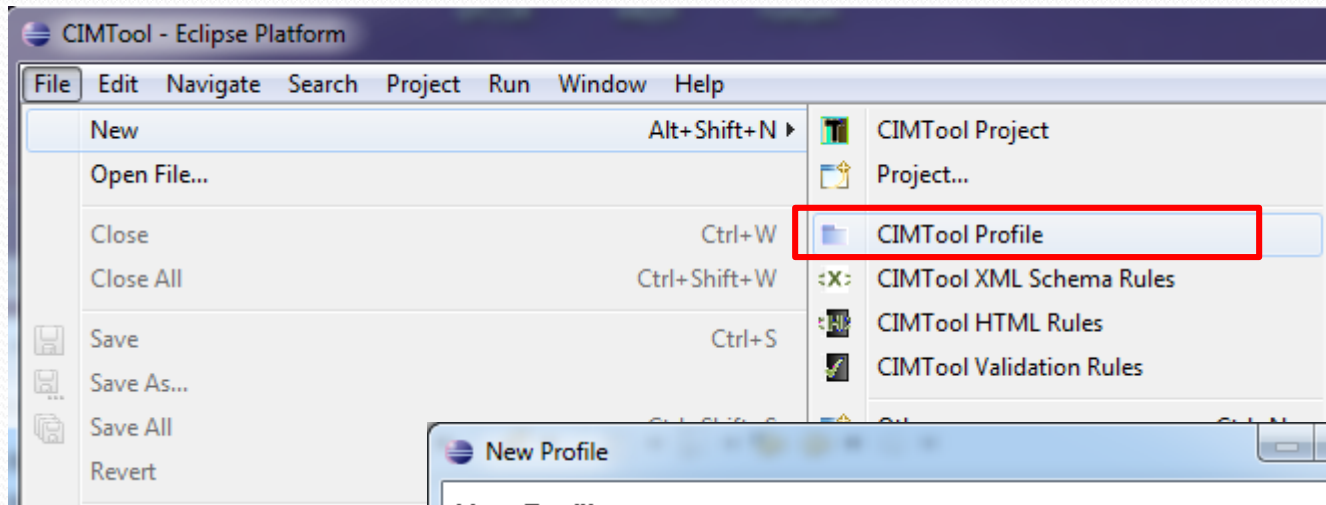 CIMTool - Eclipse Platform
File Edit Navigate Search Project Run Window Help
New Alt+Shift+N
Open File...
Close Ctrl+W
Close All Ctrl+Shift+W
Save Ctrl+S
Save As...
Save All
Revert
CIMTool Project
Project...
CIMTool Profile
CIMTool XML Schema Rules
CIMTool HTML Rules
CIMTool Validation Rules
New Profile